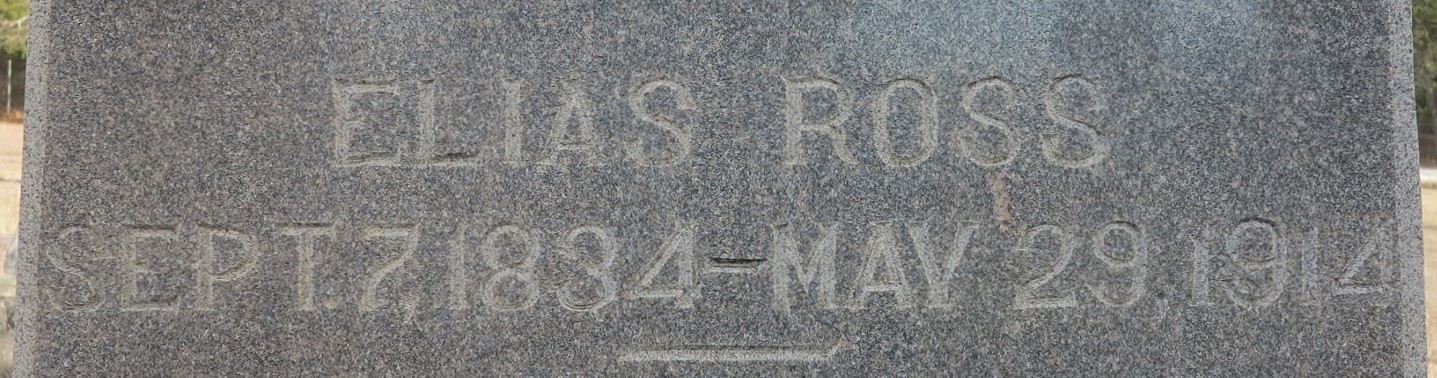 ELIAS ROSS
SEPT. 7, 1834 - MAY 29, 1914